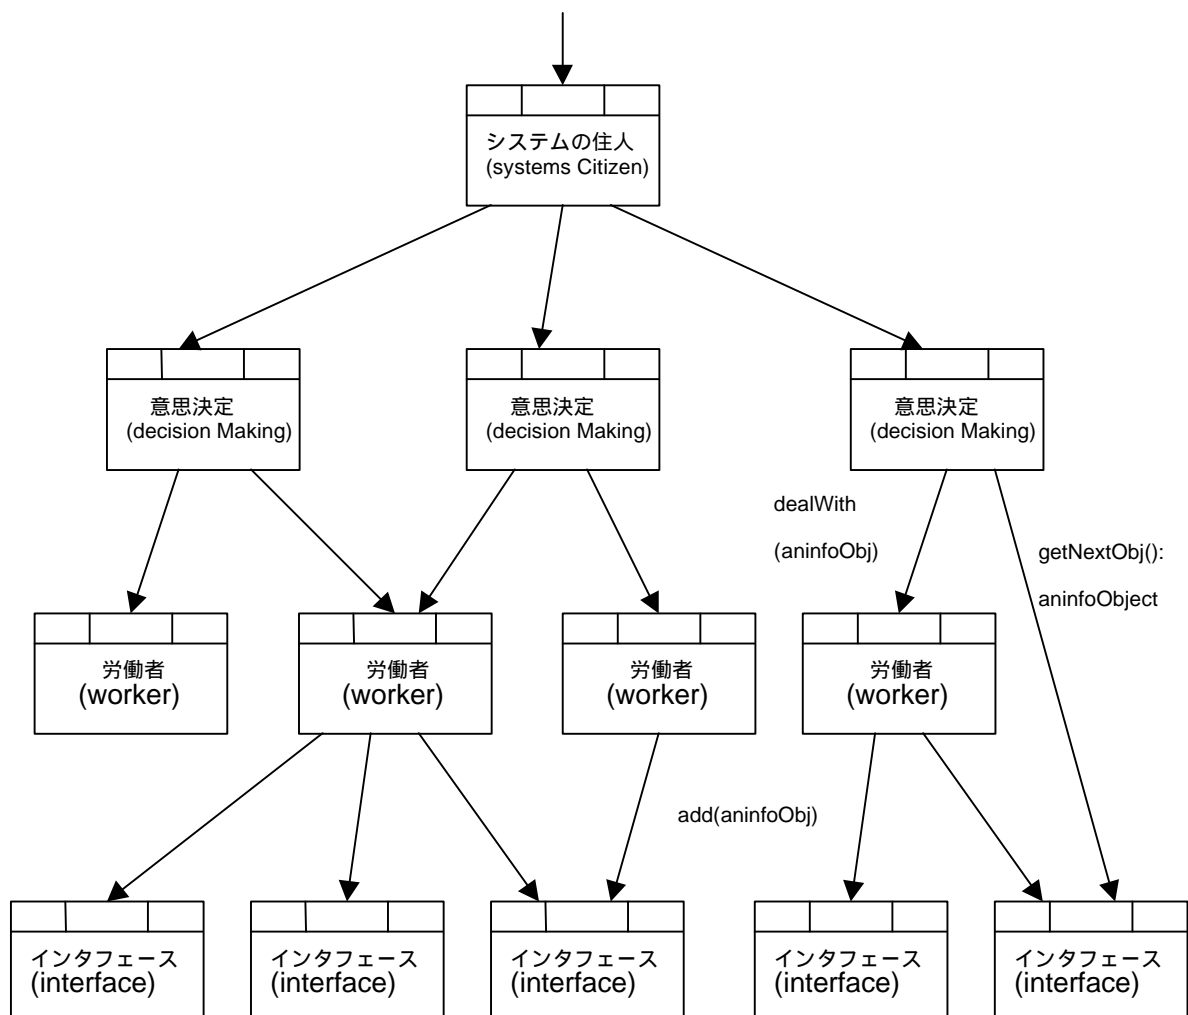 システムの住人
(systems Citizen)
意思決定
(decision Making)
意思決定
(decision Making)
意思決定
(decision Making)
dealWith
(aninfoObj)
getNextObj():
aninfoObject
労働者
(worker)
労働者
(worker)
労働者
(worker)
労働者
(worker)
add(aninfoObj)
インタフェース
(interface)
インタフェース
(interface)
インタフェース
(interface)
インタフェース
(interface)
インタフェース
(interface)